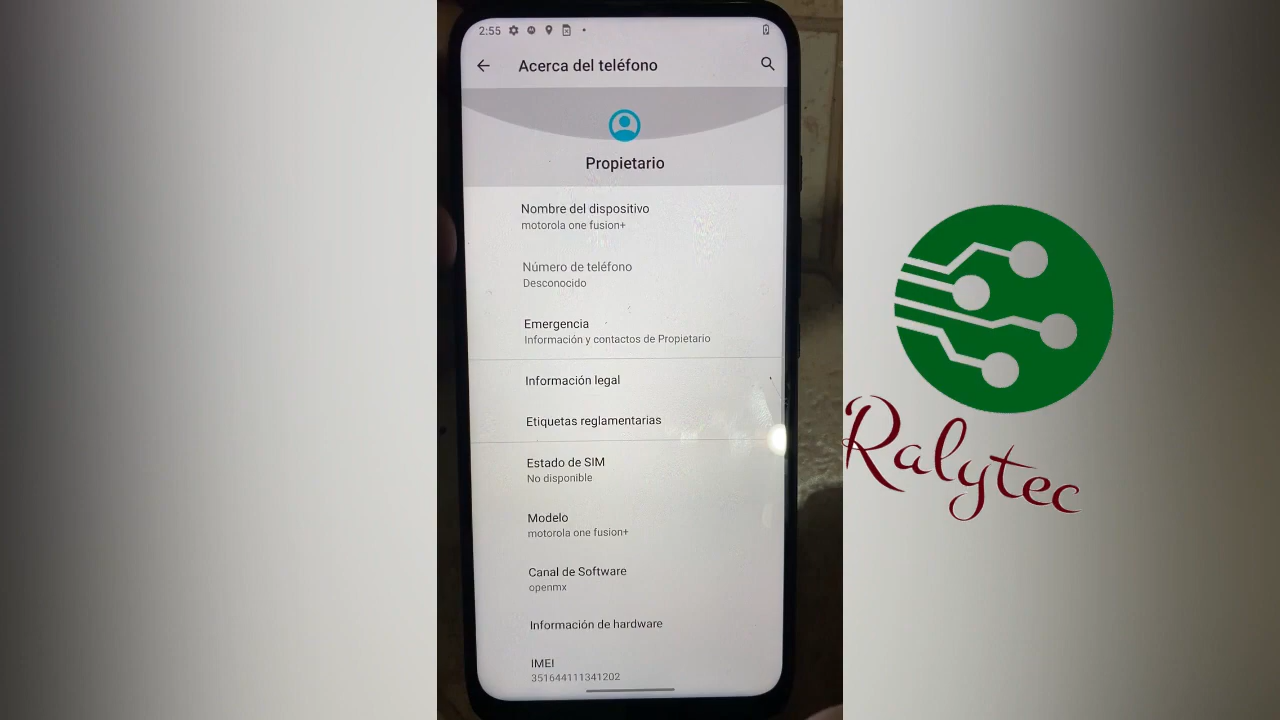 2:55
Acerca del teléfono
Propietario
Nombre del dispositivo
motorola one fusion+
Número de teléfono
Desconocido
Emergencia
Información y contactos de Propietario
Información legal
Etiquetas reglamentarias
Estado de SIM
No disponible
Modelo
motorola one fusion+
Canal de Software
openmx
Información de hardware
IMEI
351644111341202
Ralytec